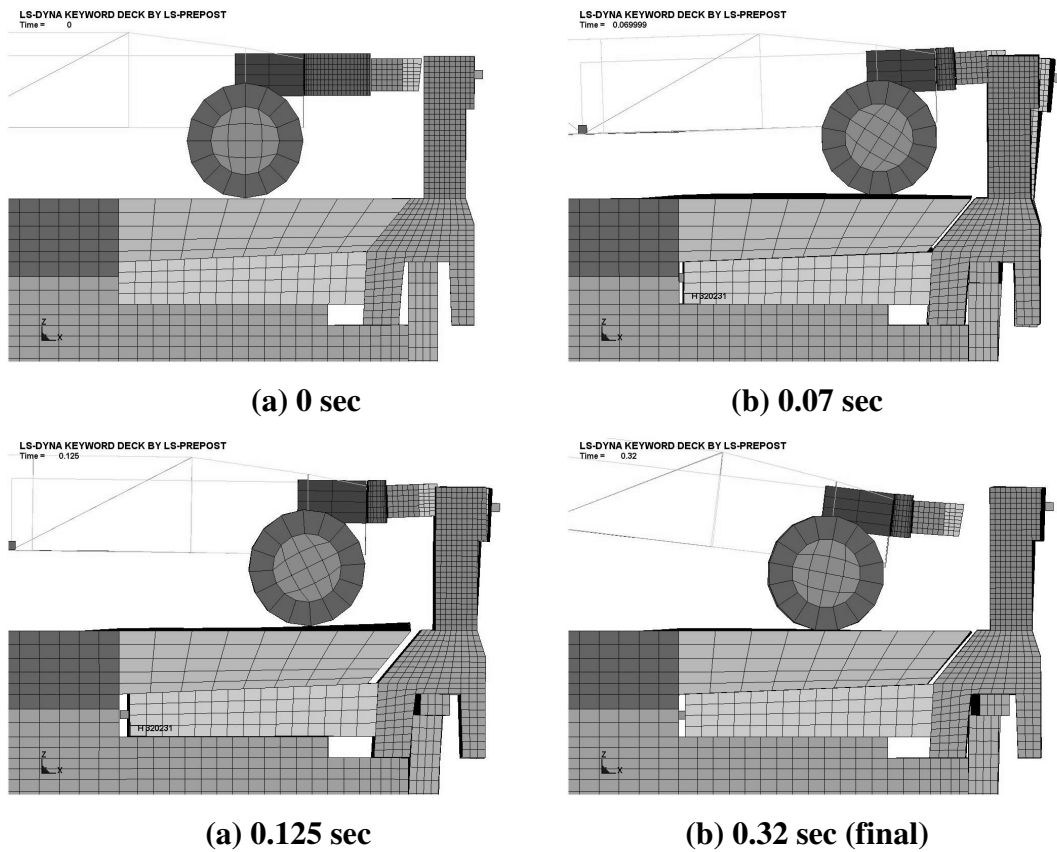 LS-DYNA KEYWORD DECK BY LS-PREPOST
Time = 0
Z
X
(a) 0 sec
LS-DYNA KEYWORD DECK BY LS-PREPOST
Time = 0.069999
H 320231
Z
X
(b) 0.07 sec
LS-DYNA KEYWORD DECK BY LS-PREPOST
Time = 0.125
H 320231
Z
X
(a) 0.125 sec
LS-DYNA KEYWORD DECK BY LS-PREPOST
Time = 0.32
Z
X
(b) 0.32 sec (final)